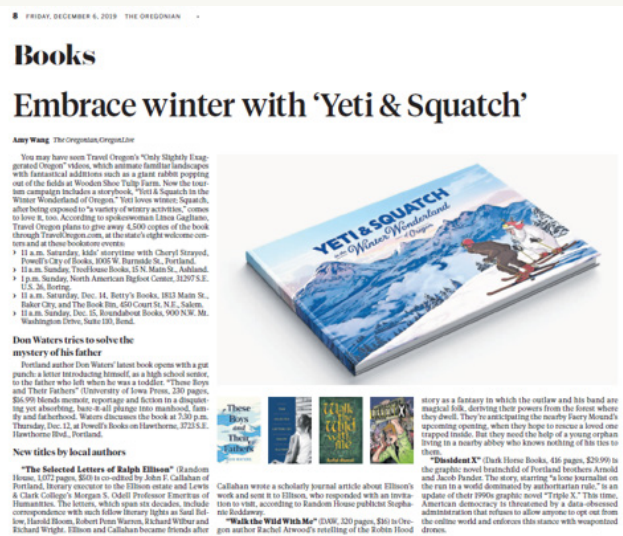 8 FRIDAY, DECEMBER 6, 2019 THE OREGONIAN
Books
Embrace winter with ‘Yeti & Squatch’
Amy Wang The Oregonian/OregonLive
You may have seen Travel Oregon's "Only Slightly Exag-
gerated Oregon" videos, which animate familiar landscapes
with fantastical additions such as a giant rabbit popping
out of the fields at Wooden Shoe Tulip Farm. Now the tour-
ism campaign includes a storybook, "Yeti & Squatch in the
Winter Wonderland of Oregon." Yeti loves winter; Squatch,
after being exposed to "a variety of wintry activities," comes
to love it, too. According to spokeswoman Linea Gagliano,
Travel Oregon plans to give away 4,500 copies of the book
through TravelOregon.com, at the state's eight welcome cen-
ters and at these bookstore events:
› 11 a.m. Saturday, kids' storytime with Cheryl Strayed,
Powell's City of Books, 1005 W. Burnside St., Portland.
› 11 a.m. Sunday, TreeHouse Books, 15 N. Main St., Ashland.
› 1 p.m. Sunday, North American Bigfoot Center, 31297 S.E.
U.S. 26, Boring.
› 11 a.m. Saturday, Dec. 14, Betty's Books, 1813 Main St.,
Baker City, and The Book Bin, 450 Court St. N.E., Salem.
› 11 a.m. Sunday, Dec. 15, Roundabout Books, 900 N.W. Mt.
Washington Drive, Suite 110, Bend.
Don Waters tries to solve the
mystery of his father
Portland author Don Waters' latest book opens with a gut
punch: a letter introducing himself, as a high school senior,
to the father who left when he was a toddler. "These Boys
and Their Fathers" (University of Iowa Press, 230 pages,
$16.99) blends memoir, reportage and fiction in a disquiet-
ing yet absorbing, bare-it-all plunge into manhood, fam-
ily and fatherhood. Waters discusses the book at 7:30 p.m.
Thursday, Dec. 12, at Powell's Books on Hawthorne, 3723 S.E.
Hawthorne Blvd., Portland.
New titles by local authors
"The Selected Letters of Ralph Ellison" (Random
House, 1,072 pages, $50) is co-edited by John F. Callahan of
Portland, literary executor to the Ellison estate and Lewis
& Clark College's Morgan S. Odell Professor Emeritus of
Humanities. The letters, which span six decades, include
correspondence with such fellow literary lights as Saul Bel-
low, Harold Bloom, Robert Penn Warren, Richard Wilbur and
Richard Wright. Ellison and Callahan became friends after
YETI & SQUATCH
in the
Winter Wonderland
of Oregon
These
Boys
and
Their
Fathers
Walk
the
Wild
With
Me
Callahan wrote a scholarly journal article about Ellison's
work and sent it to Ellison, who responded with an invita-
tion to visit, according to Random House publicist Stepha-
nie Reddaway.
"Walk the Wild With Me" (DAW, 320 pages, $16) is Ore-
gon author Rachel Atwood's retelling of the Robin Hood
story as a fantasy in which the outlaw and his band are
magical folk, deriving their powers from the forest where
they dwell. They're anticipating the nearby Faery Mound's
upcoming opening, when they hope to rescue a loved one
trapped inside. But they need the help of a young orphan
living in a nearby abbey who knows nothing of his ties to
them.
"Dissident X" (Dark Horse Books, 416 pages, $29.99) is
the graphic novel brainchild of Portland brothers Arnold
and Jacob Pander. The story, starring "a lone journalist on
the run in a world dominated by authoritarian rule," is an
update of their 1990s graphic novel "Triple X." This time,
American democracy is threatened by a data-obsessed
administration that refuses to allow anyone to opt out from
the online world and enforces this stance with weaponized
drones.